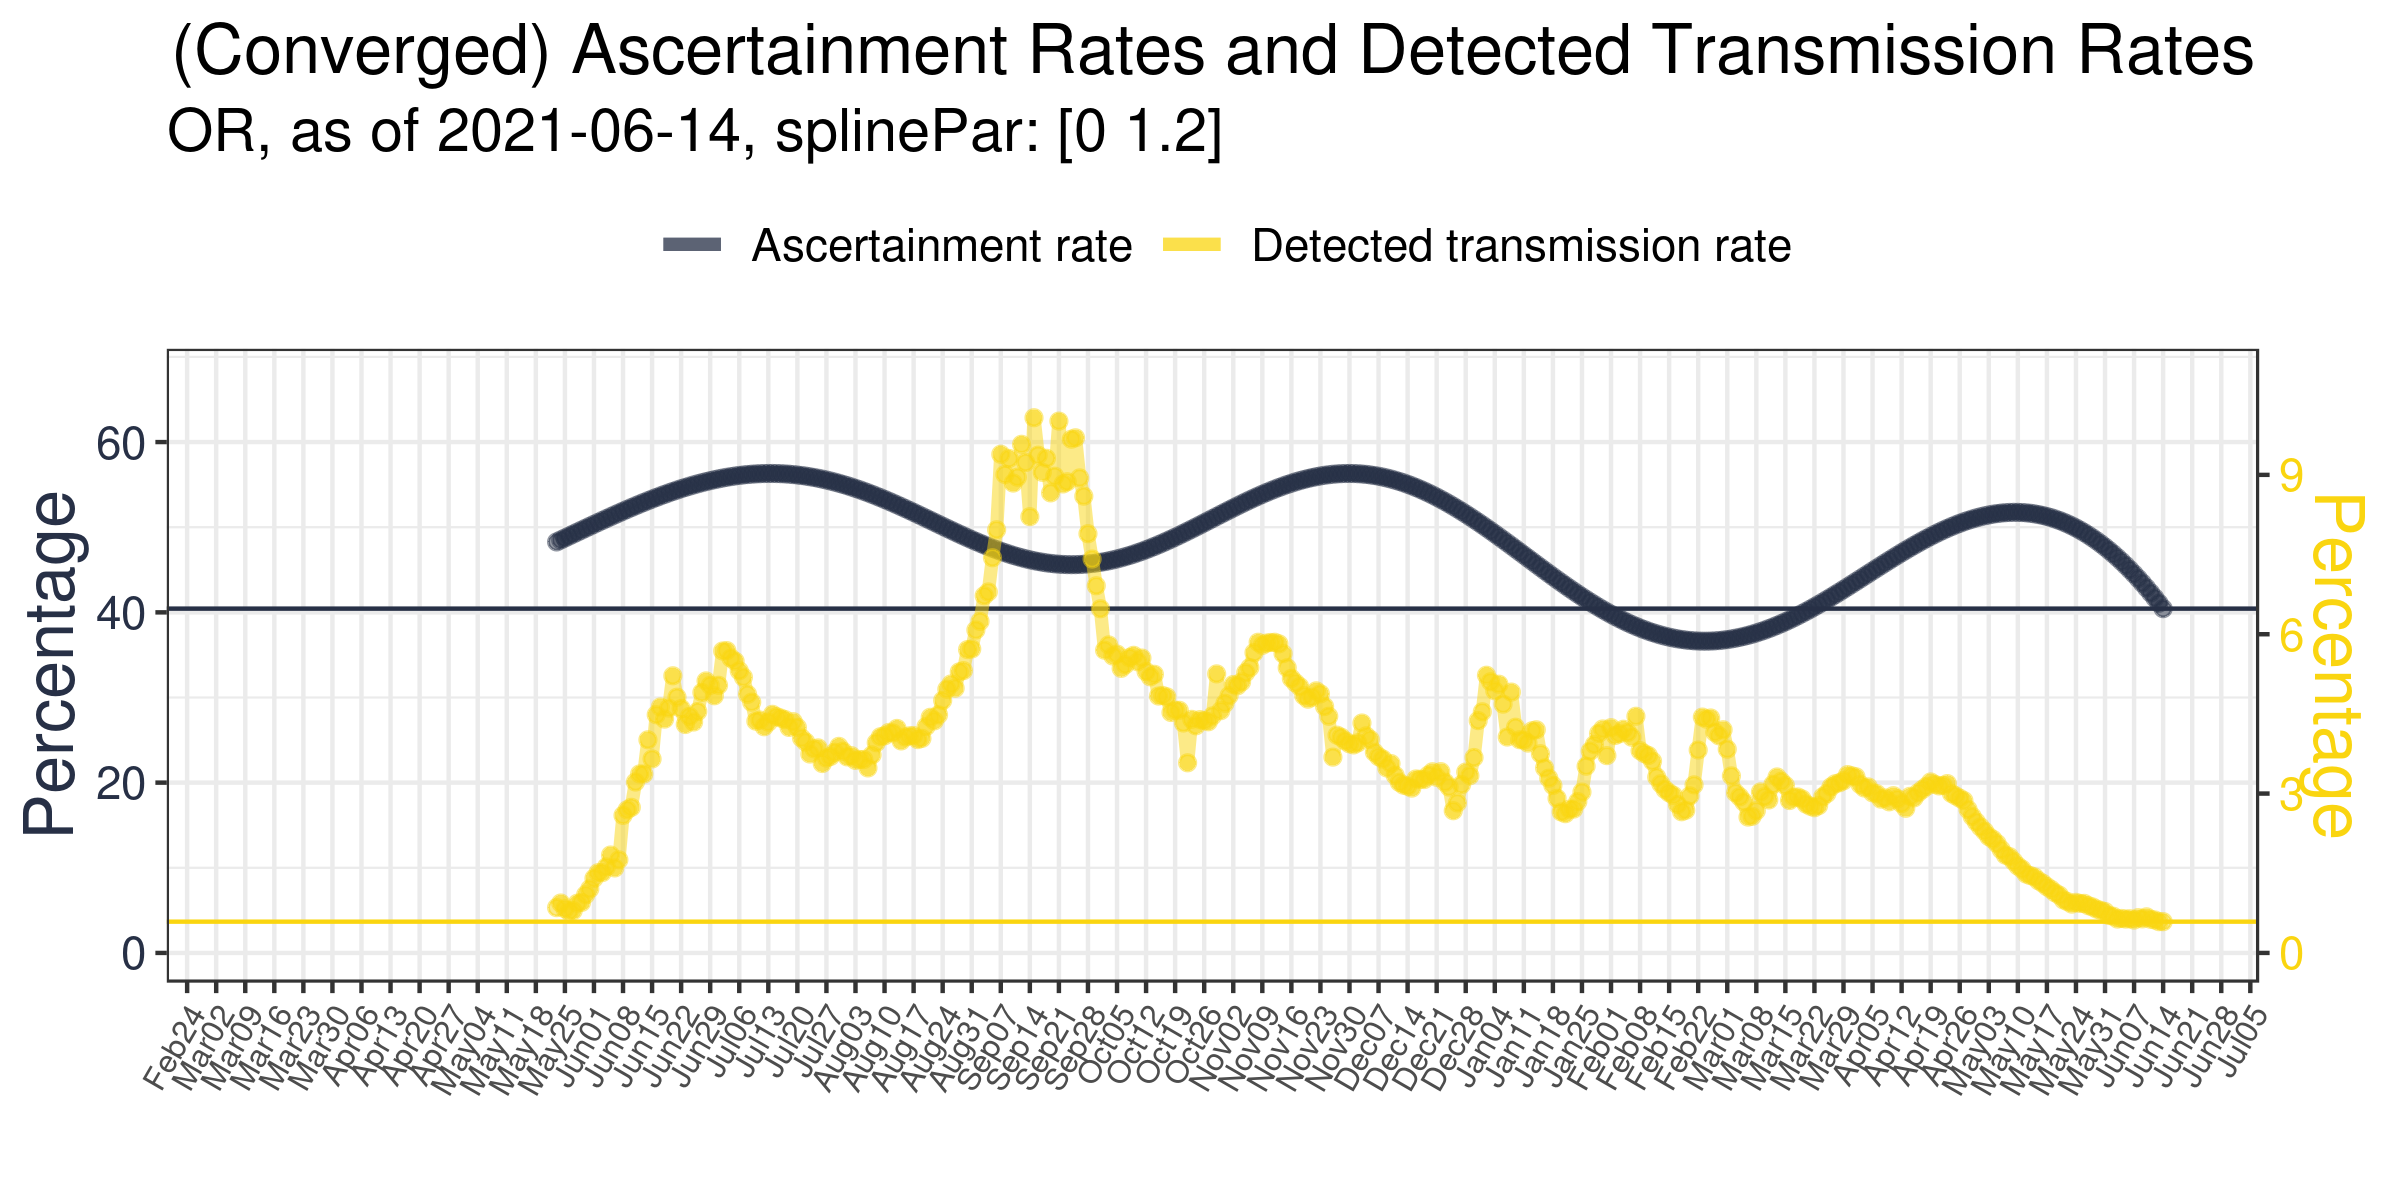 (Converged) Ascertainment Rates and Detected Transmission Rates
OR, as of 2021-06-14, splinePar: [0 1.2]
Ascertainment rate Detected transmission rate
Percentage
60
40
20
0
9
6
3
0
Percentage
Feb24 Mar02 Mar09 Mar16 Mar23 Mar30 Apr06 Apr13 Apr20 Apr27 May04 May11 May18 May25 Jun01 Jun08 Jun15 Jun22 Jun29 Jul06 Jul13 Jul20 Jul27 Aug03 Aug10 Aug17 Aug24 Aug31 Sep07 Sep14 Sep21 Sep28 Oct05 Oct12 Oct19 Oct26 Nov02 Nov09 Nov16 Nov23 Nov30 Dec07 Dec14 Dec21 Dec28 Jan04 Jan11 Jan18 Jan25 Feb01 Feb08 Feb15 Feb22 Mar01 Mar08 Mar15 Mar22 Mar29 Apr05 Apr12 Apr19 Apr26 May03 May10 May17 May24 May31 Jun07 Jun14 Jun21 Jun28 Jul05